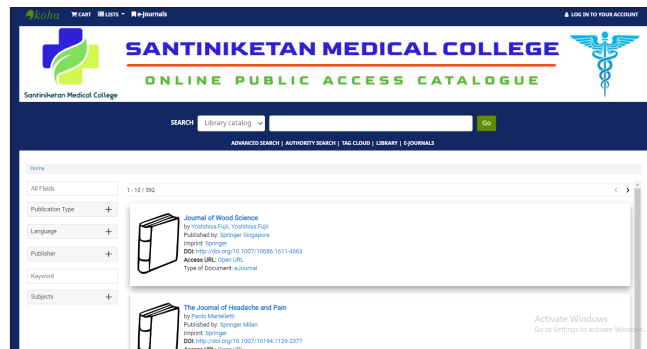 koha CART LISTS e-Journals LOG IN TO YOUR ACCOUNT
Santiniketan Medical College
SANTINIKETAN MEDICAL COLLEGE
ONLINE PUBLIC ACCESS CATALOGUE
SEARCH Library catalog Go
ADVANCED SEARCH | AUTHORITY SEARCH | TAG CLOUD | LIBRARY | E-JOURNALS
Home
All Fields
Publication Type +
Language +
Publisher +
Keyword
Subjects +
1 - 10 / 592 < >
Journal of Wood Science
by Yoshihisa Fujii, Yoshihisa Fujii
Published by: Springer Singapore
Imprint: Springer
DOI: http://doi.org/10.1007/10086.1611-4663
Access URL: Open URL
Type of Document: eJournal
The Journal of Headache and Pain
by Paolo Martelletti
Published by: Springer Milan
Imprint: Springer
DOI: http://doi.org/10.1007/10194.1129-2377
Access URL: Open URL
Activate Windows
Go to Settings to activate Windows.